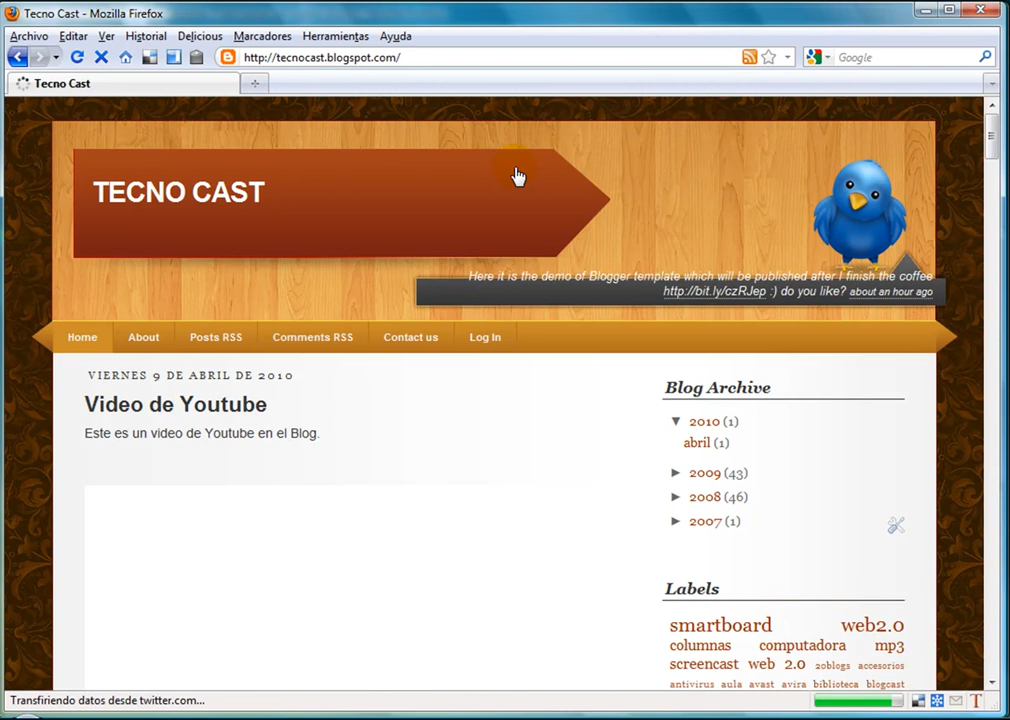 Tecno Cast - Mozilla Firefox
Archivo Editar Ver Historial Delicious Marcadores Herramientas Ayuda
http://tecnocast.blogspot.com/ Google
Tecno Cast
TECNO CAST
Here it is the demo of Blogger template which will be published after I finish the coffee
http://bit.ly/czRJep :) do you like? about an hour ago
Home About Posts RSS Comments RSS Contact us Log In
VIERNES 9 DE ABRIL DE 2010
Video de Youtube
Este es un video de Youtube en el Blog.
Blog Archive
▼ 2010 (1)
abril (1)
► 2009 (43)
► 2008 (46)
► 2007 (1)
Labels
smartboard web2.0
columnas computadora mp3
screencast web 2.0 20blogs accesorios
antivirus aula avast avira biblioteca blogcast
Transfiriendo datos desde twitter.com...